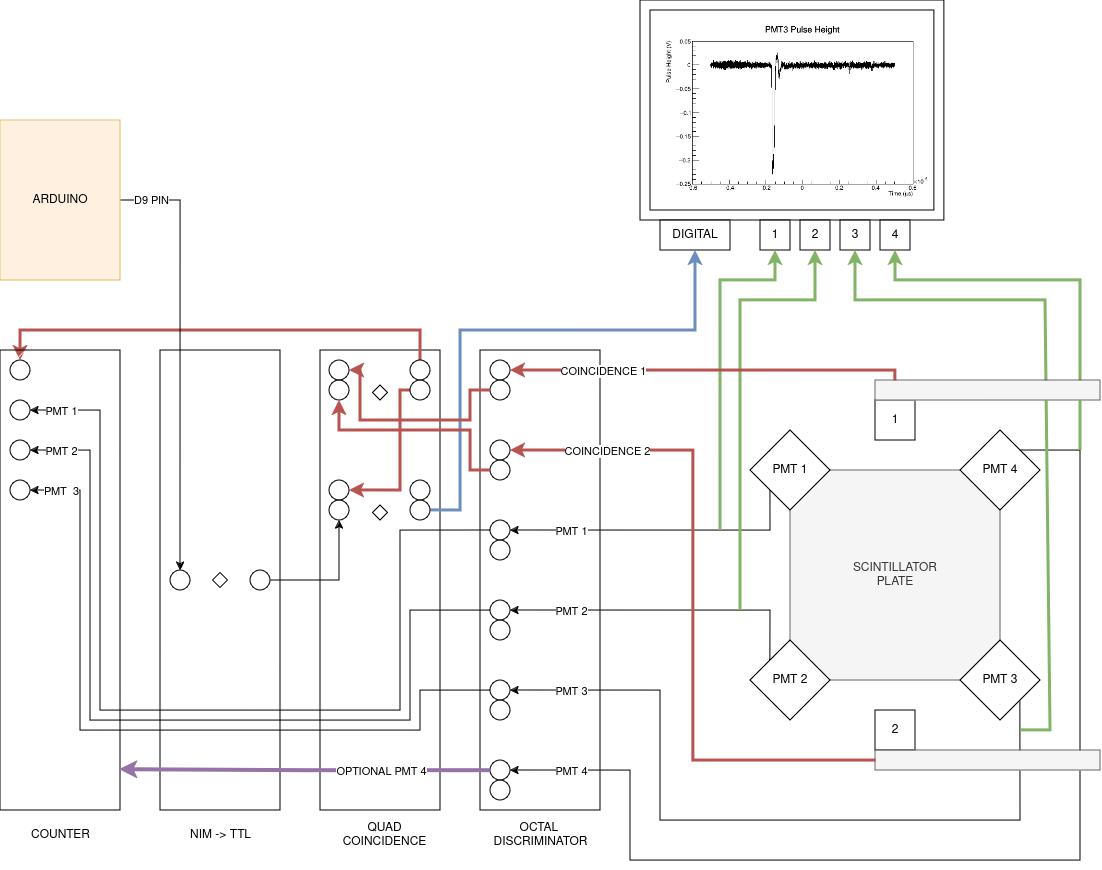 PMT3 Pulse Height
Pulse Height (V)
0.05
0
−0.05
−0.1
−0.15
−0.2
−0.25
0.6
0.4
0.2
0
0.2
0.4
0.6
Time (μs)
DIGITAL
1
2
3
4
ARDUINO
D9 PIN
COINCIDENCE 1
PMT 1
1
COINCIDENCE 2
PMT 2
PMT 1
PMT 4
PMT 3
PMT 1
SCINTILLATOR
PLATE
PMT 2
PMT 2
PMT 3
PMT 3
2
OPTIONAL PMT 4
PMT 4
COUNTER
NIM -> TTL
QUAD
COINCIDENCE
OCTAL
DISCRIMINATOR